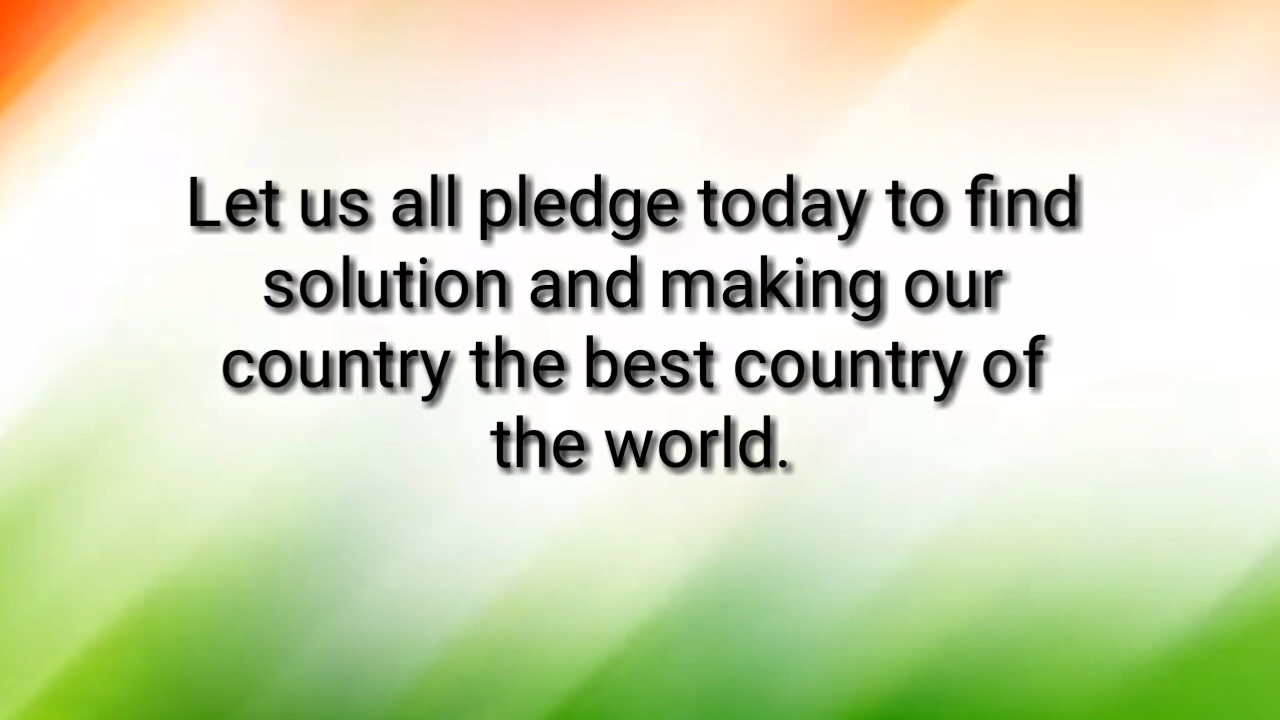 Let us all pledge today to find
solution and making our
country the best country of
the world.